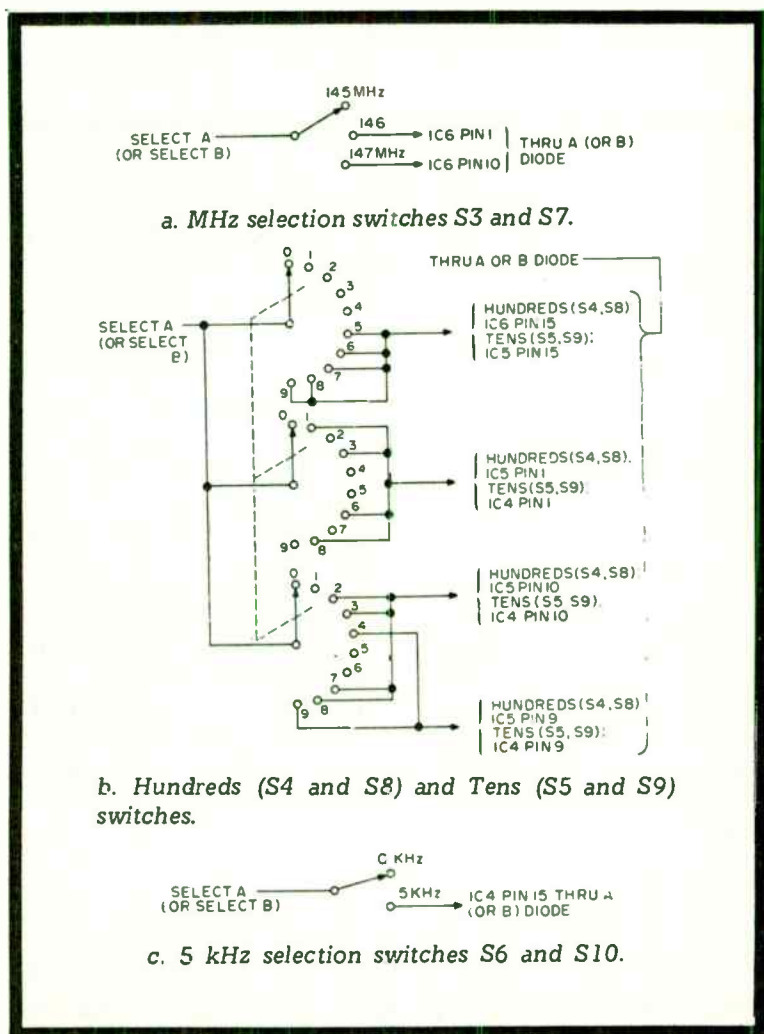 145MHz
SELECT A
(OR SELECT B)
146
IC6 PIN 1
147MHz
IC6 PIN 10
THRU A (OR B)
DIODE
a. MHz selection switches S3 and S7.
0
1
2
3
4
5
6
7
8
9
THRU A OR B DIODE
SELECT A
(OR SELECT
B)
HUNDREDS (S4, S8)
IC6 PIN 15
TENS (S5, S9):
IC5 PIN 15
0
1
2
3
4
5
6
7
8
9
HUNDREDS (S4, S8).
IC5 PIN 1
TENS (S5, S9)
IC4 PIN 1
0
1
2
3
4
5
6
7
8
9
HUNDREDS (S4, S8)
IC5 PIN 10
TENS (S5 S9)
IC4 PIN 10
HUNDREDS (S4, S8)
IC5 PIN 9
TENS (S5, S9):
IC4 PIN 9
b. Hundreds (S4 and S8) and Tens (S5 and S9)
switches.
C KHz
SELECT A
(OR SELECT B)
5KHz
IC4 PIN 15 THRU A
(OR B) DIODE
c. 5 kHz selection switches S6 and S10.